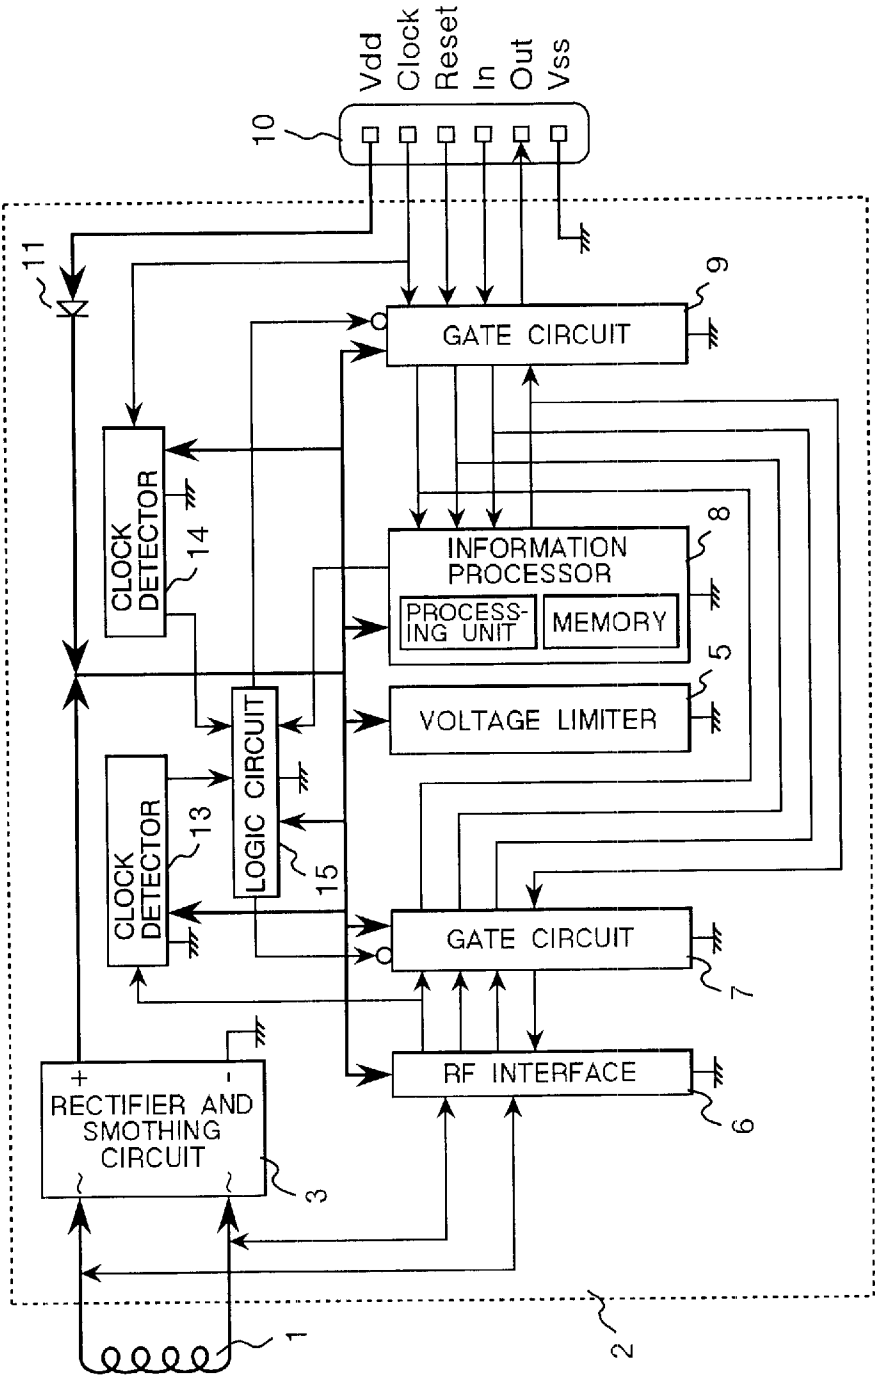 Vdd
Clock
Reset
In
Out
Vss
10
11
GATE CIRCUIT
9
CLOCK
DETECTOR
14
INFORMATION
PROCESSOR
PROCESS-
ING UNIT
MEMORY
8
VOLTAGE LIMITER
5
LOGIC CIRCUIT
15
CLOCK
DETECTOR
13
GATE CIRCUIT
7
RF INTERFACE
6
+
-
RECTIFIER AND
SMOTHING
CIRCUIT
~
~
3
1
2